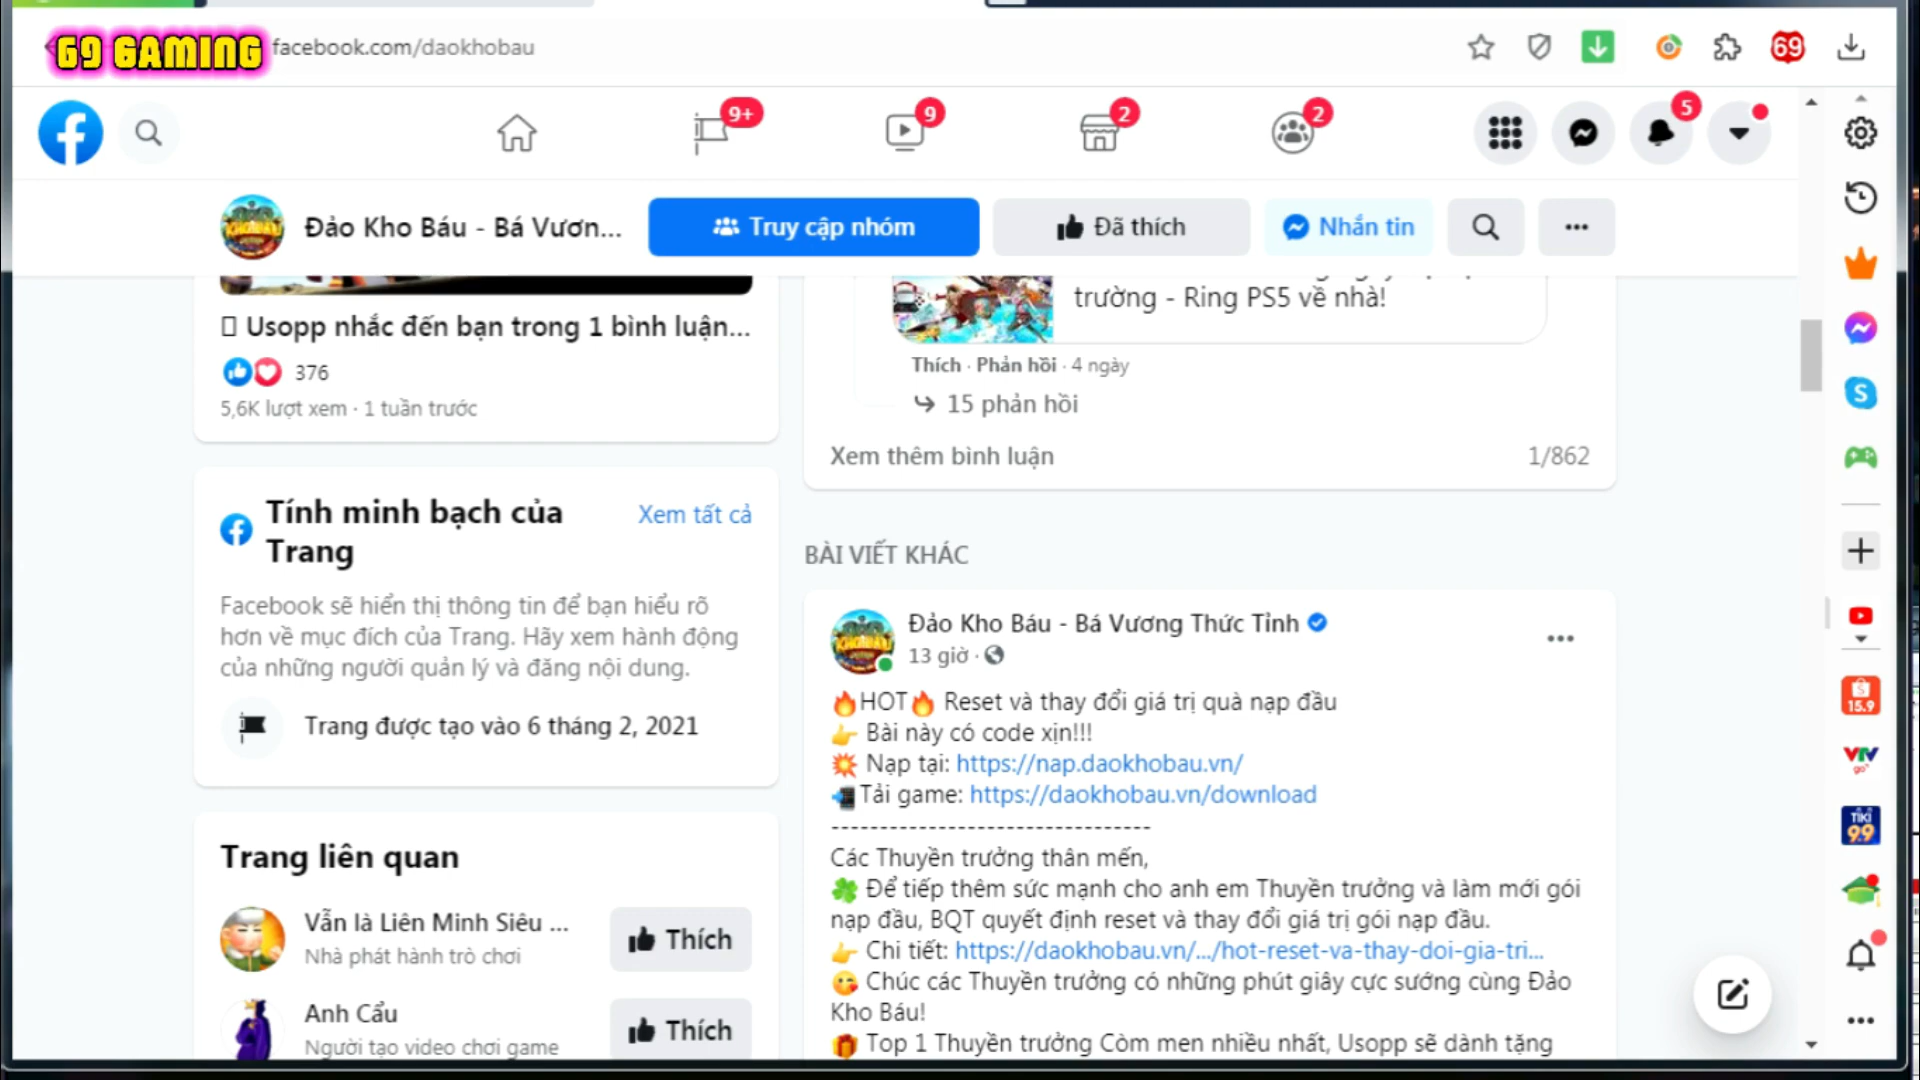 69 GAMING
facebook.com/daokhobau
69
9+
9
2
2
5
Đảo Kho Báu - Bá Vươn...
Truy cập nhóm
Đã thích
Nhắn tin
Usopp nhắc đến bạn trong 1 bình luận...
376
5,6K lượt xem · 1 tuần trước
Tính minh bạch của
Trang
Xem tất cả
Facebook sẽ hiển thị thông tin để bạn hiểu rõ
hơn về mục đích của Trang. Hãy xem hành động
của những người quản lý và đăng nội dung.
Trang được tạo vào 6 tháng 2, 2021
Trang liên quan
Vẫn là Liên Minh Siêu ...
Nhà phát hành trò chơi
Thích
Anh Cẩu
Người tạo video chơi game
Thích
trường - Ring PS5 về nhà!
Thích · Phản hồi · 4 ngày
15 phản hồi
Xem thêm bình luận
1/862
BÀI VIẾT KHÁC
Đảo Kho Báu - Bá Vương Thức Tỉnh
13 giờ ·
🔥HOT🔥 Reset và thay đổi giá trị quà nạp đầu
👉 Bài này có code xịn!!!
💥 Nạp tại: https://nap.daokhobau.vn/
📲Tải game: https://daokhobau.vn/download
---------------------------------
Các Thuyền trưởng thân mến,
🍀 Để tiếp thêm sức mạnh cho anh em Thuyền trưởng và làm mới gói
nạp đầu, BQT quyết định reset và thay đổi giá trị gói nạp đầu.
👉 Chi tiết: https://daokhobau.vn/.../hot-reset-va-thay-doi-gia-tri...
😋 Chúc các Thuyền trưởng có những phút giây cực sướng cùng Đảo
Kho Báu!
🎁 Top 1 Thuyền trưởng Còm men nhiều nhất, Usopp sẽ dành tặng
15.9
VTV
go
TIKI
9.9